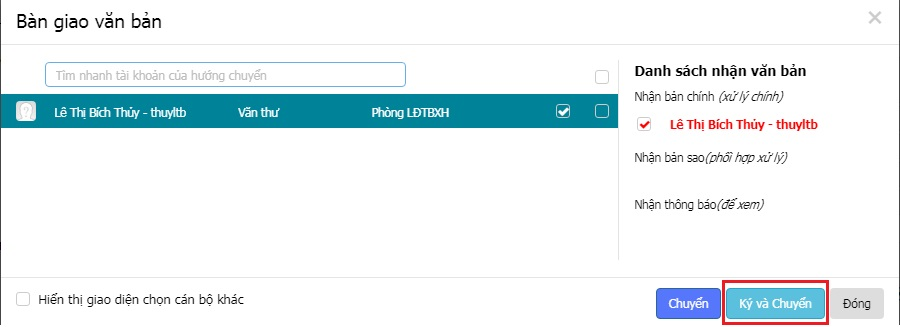 Bàn giao văn bản
×
Tìm nhanh tài khoản của hướng chuyển
Lê Thị Bích Thủy - thuyltb Văn thư Phòng LĐTBXH
Danh sách nhận văn bản
Nhận bản chính (xử lý chính)
Lê Thị Bích Thủy - thuyltb
Nhận bản sao(phối hợp xử lý)
Nhận thông báo(để xem)
Hiển thị giao diện chọn cán bộ khác
Chuyển Ký và Chuyển Đóng